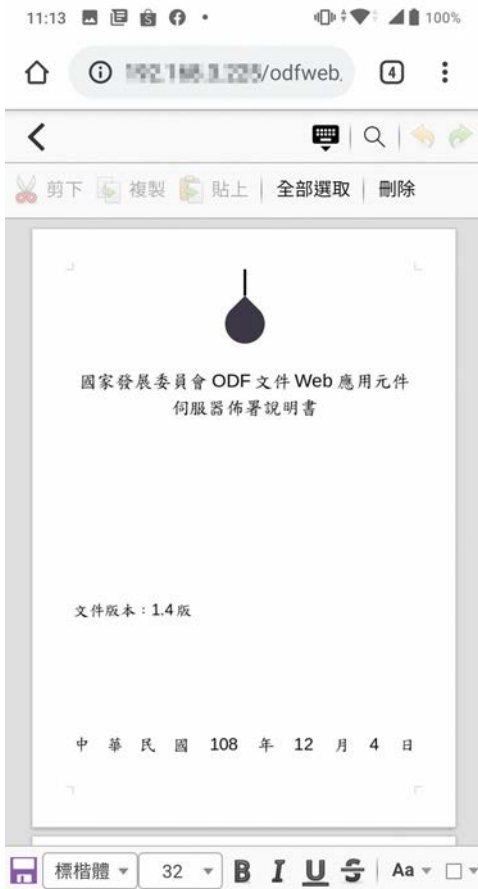 11:13
100%
/odfweb.
4
剪下 複製 貼上 全部選取 刪除
國家發展委員會 ODF 文件 Web 應用元件
伺服器佈署說明書
文件版本：1.4 版
中 華 民 國 108 年 12 月 4 日
標楷體 32 B I U S Aa